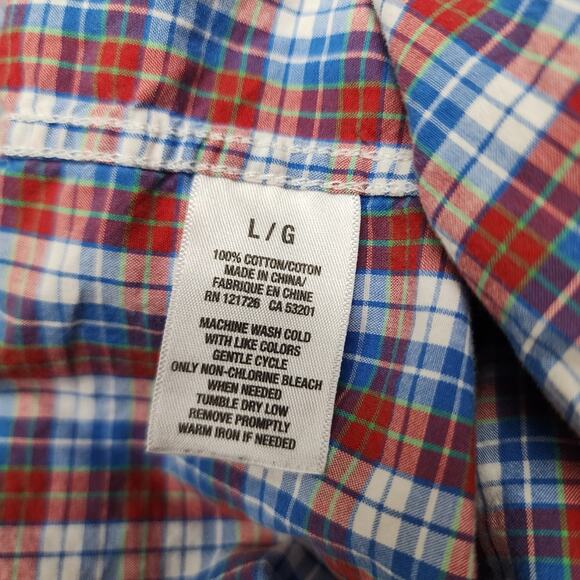 L / G
100% COTTON/COTON
MADE IN CHINA/
FABRIQUE EN CHINE
RN 121726 CA 53201
MACHINE WASH COLD
WITH LIKE COLORS
GENTLE CYCLE
ONLY NON-CHLORINE BLEACH
WHEN NEEDED
TUMBLE DRY LOW
REMOVE PROMPTLY
WARM IRON IF NEEDED